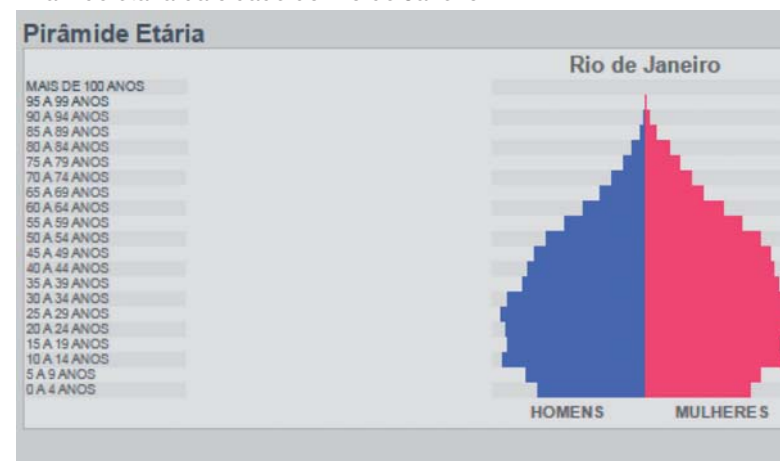 Pirâmide Etária
Rio de Janeiro
MAIS DE 100 ANOS
95 A 99 ANOS
90 A 94 ANOS
85 A 89 ANOS
80 A 84 ANOS
75 A 79 ANOS
70 A 74 ANOS
65 A 69 ANOS
60 A 64 ANOS
55 A 59 ANOS
50 A 54 ANOS
45 A 49 ANOS
40 A 44 ANOS
35 A 39 ANOS
30 A 34 ANOS
25 A 29 ANOS
20 A 24 ANOS
15 A 19 ANOS
10 A 14 ANOS
5 A 9 ANOS
0 A 4 ANOS
HOMENS MULHERES